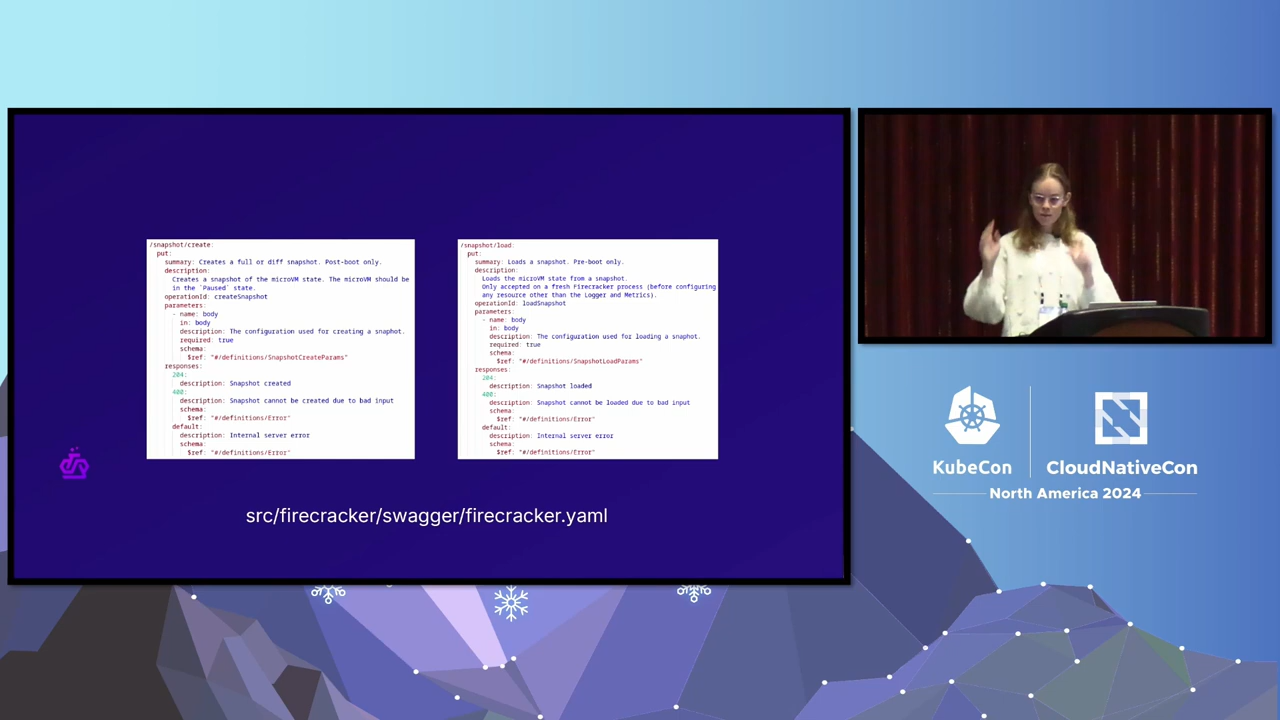 /snapshot/create:
put:
summary: Creates a full or diff snapshot. Post-boot only.
description:
Creates a snapshot of the microVM state. The microVM should be
in the `Paused` state.
operationId: createSnapshot
parameters:
- name: body
in: body
description: The configuration used for creating a snaphot.
required: true
schema:
$ref: "#/definitions/SnapshotCreateParams"
responses:
204:
description: Snapshot created
400:
description: Snapshot cannot be created due to bad input
schema:
$ref: "#/definitions/Error"
default:
description: Internal server error
schema:
$ref: "#/definitions/Error"
/snapshot/load:
put:
summary: Loads a snapshot. Pre-boot only.
description:
Loads the microVM state from a snapshot.
Only accepted on a fresh Firecracker process (before configuring
any resource other than the Logger and Metrics).
operationId: loadSnapshot
parameters:
- name: body
in: body
description: The configuration used for loading a snaphot.
required: true
schema:
$ref: "#/definitions/SnapshotLoadParams"
responses:
204:
description: Snapshot loaded
400:
description: Snapshot cannot be loaded due to bad input
schema:
$ref: "#/definitions/Error"
default:
description: Internal server error
schema:
$ref: "#/definitions/Error"
src/firecracker/swagger/firecracker.yaml
KubeCon
CloudNativeCon
North America 2024